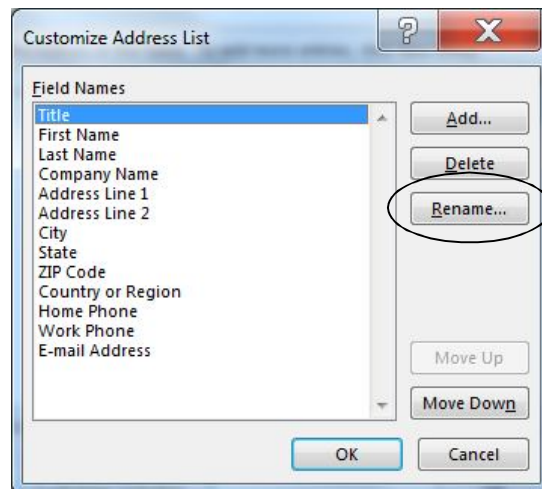 Customize Address List
Field Names
Title
First Name
Last Name
Company Name
Address Line 1
Address Line 2
City
State
ZIP Code
Country or Region
Home Phone
Work Phone
E-mail Address
Add...
Delete
Rename...
Move Up
Move Down
OK
Cancel